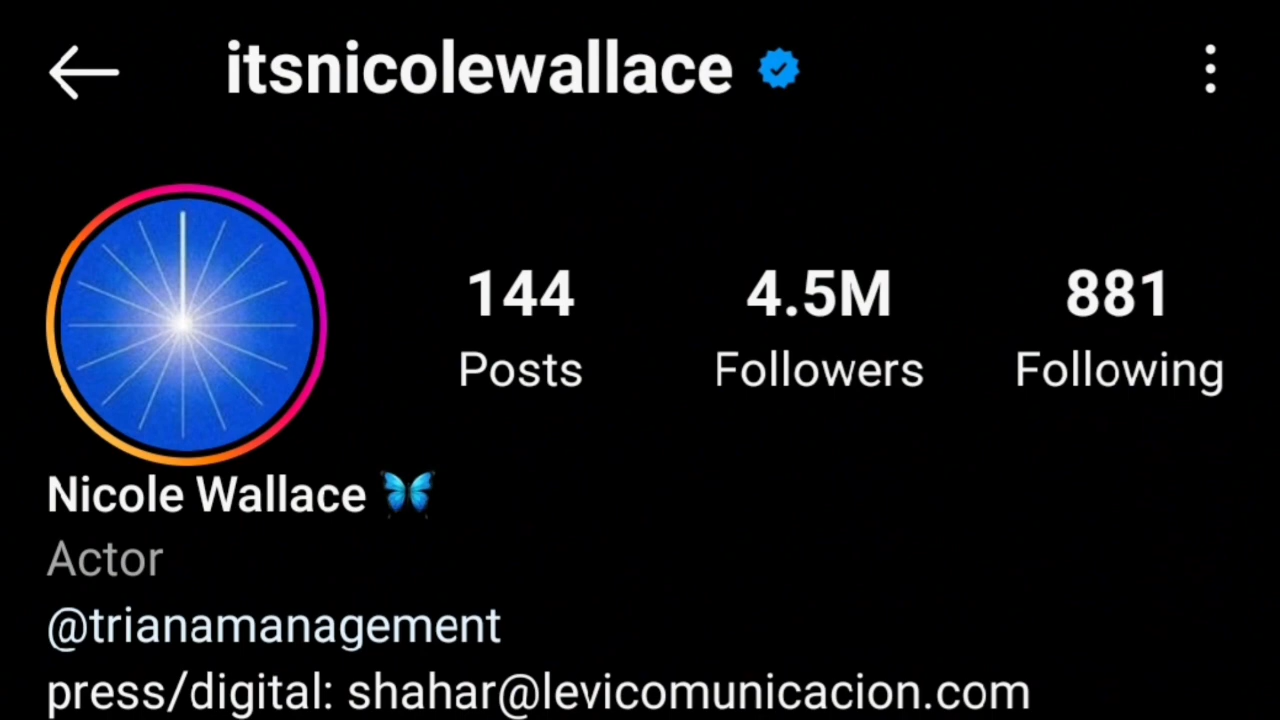 itsnicolewallace
144 4.5M 881
Posts Followers Following
Nicole Wallace 🦋
Actor
@trianamanagement
press/digital: shahar@levicomunicacion.com